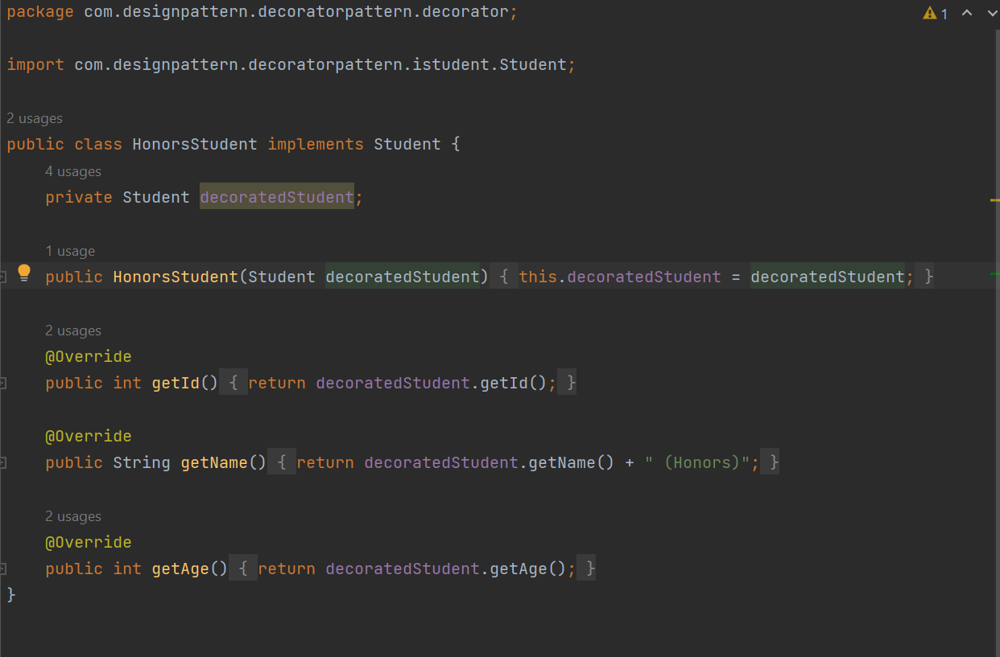 package com.designpattern.decoratorpattern.decorator;
1
import com.designpattern.decoratorpattern.istudent.Student;
2 usages
public class HonorsStudent implements Student {
4 usages
private Student decoratedStudent;
1 usage
public HonorsStudent(Student decoratedStudent) { this.decoratedStudent = decoratedStudent; }
2 usages
@Override
public int getId() { return decoratedStudent.getId(); }
@Override
public String getName() { return decoratedStudent.getName() + " (Honors)"; }
2 usages
@Override
public int getAge() { return decoratedStudent.getAge(); }
}